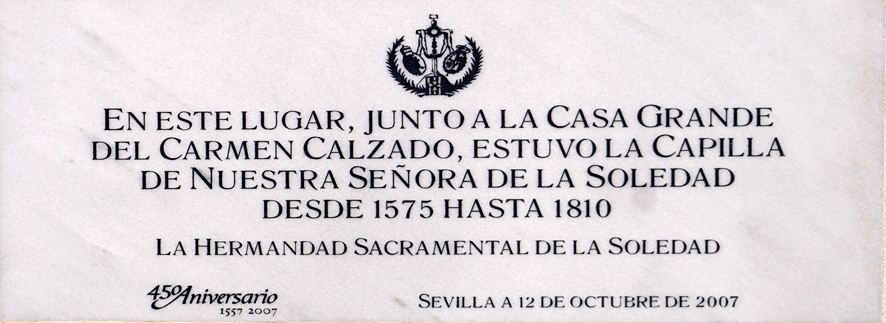 EN ESTE LUGAR, JUNTO A LA CASA GRANDE
DEL CARMEN CALZADO, ESTUVO LA CAPILLA
DE NUESTRA SEÑORA DE LA SOLEDAD
DESDE 1575 HASTA 1810
LA HERMANDAD SACRAMENTAL DE LA SOLEDAD
450 Aniversario
1557 2007
SEVILLA A 12 DE OCTUBRE DE 2007